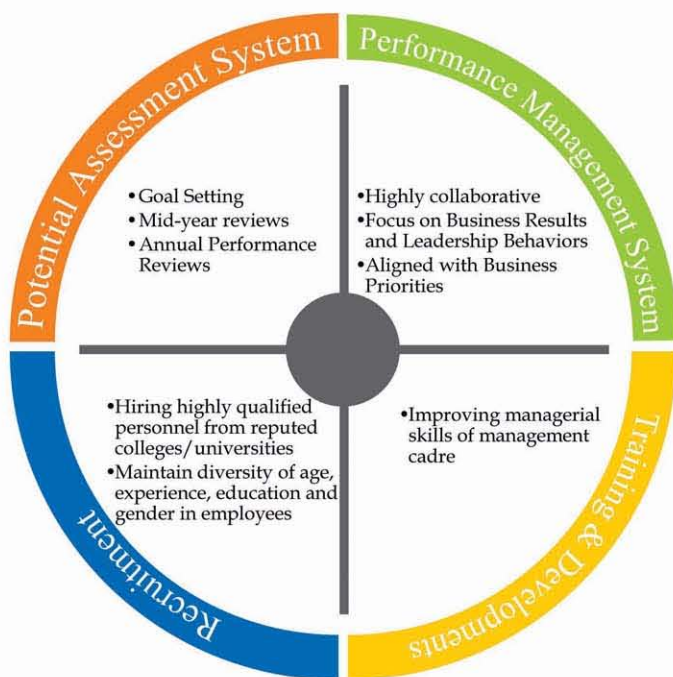 Potential Assessment System
Performance Management System
•Goal Setting
•Mid-year reviews
•Annual Performance
Reviews
•Highly collaborative
•Focus on Business Results
and Leadership Behaviors
•Aligned with Business
Priorities
•Hiring highly qualified
personnel from reputed
colleges/universities
•Maintain diversity of age,
experience, education and
gender in employees
•Improving managerial
skills of management
cadre
Recruitment
Training & Developments